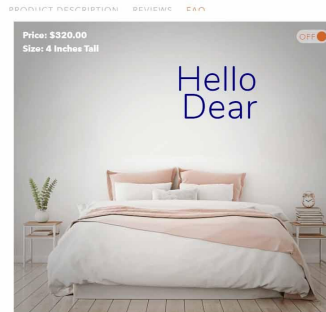 PRODUCT DESCRIPTION REVIEWS FAQ
Price: $320.00
Size: 4 Inches Tall
OFF
Hello
Dear